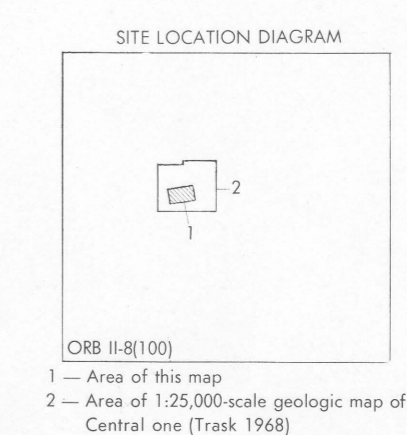 SITE LOCATION DIAGRAM
2
1
ORB II-8(100)
1 — Area of this map
2 — Area of 1:25,000-scale geologic map of
Central one (Trask 1968)